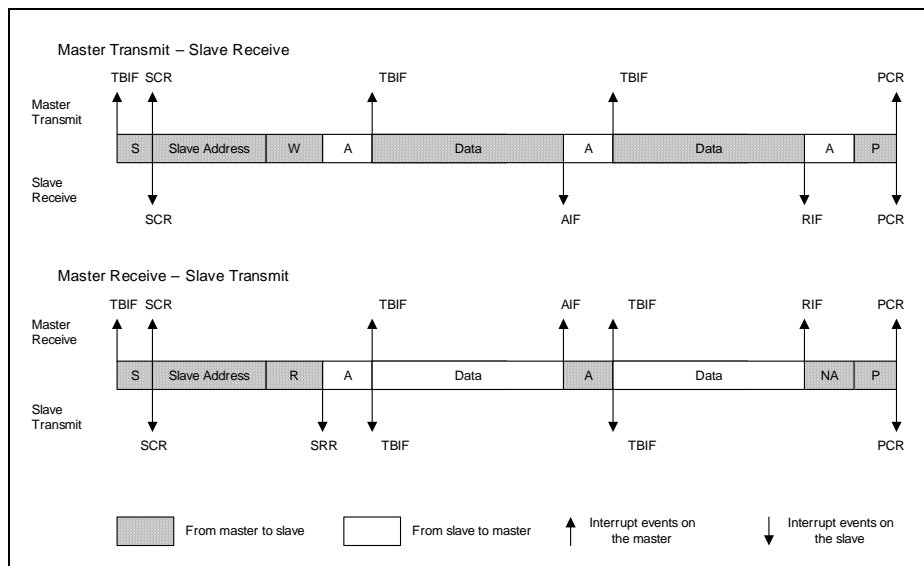 Master Transmit – Slave Receive
TBIF SCR TBIF TBIF PCR
Master
Transmit
S Slave Address W A Data A Data A P
Slave
Receive
SCR AIF RIF PCR
Master Receive – Slave Transmit
TBIF SCR TBIF AIF TBIF RIF PCR
Master
Receive
S Slave Address R A Data A Data NA P
Slave
Transmit
SCR SRR TBIF TBIF PCR
From master to slave
From slave to master
Interrupt events on
the master
Interrupt events on
the slave